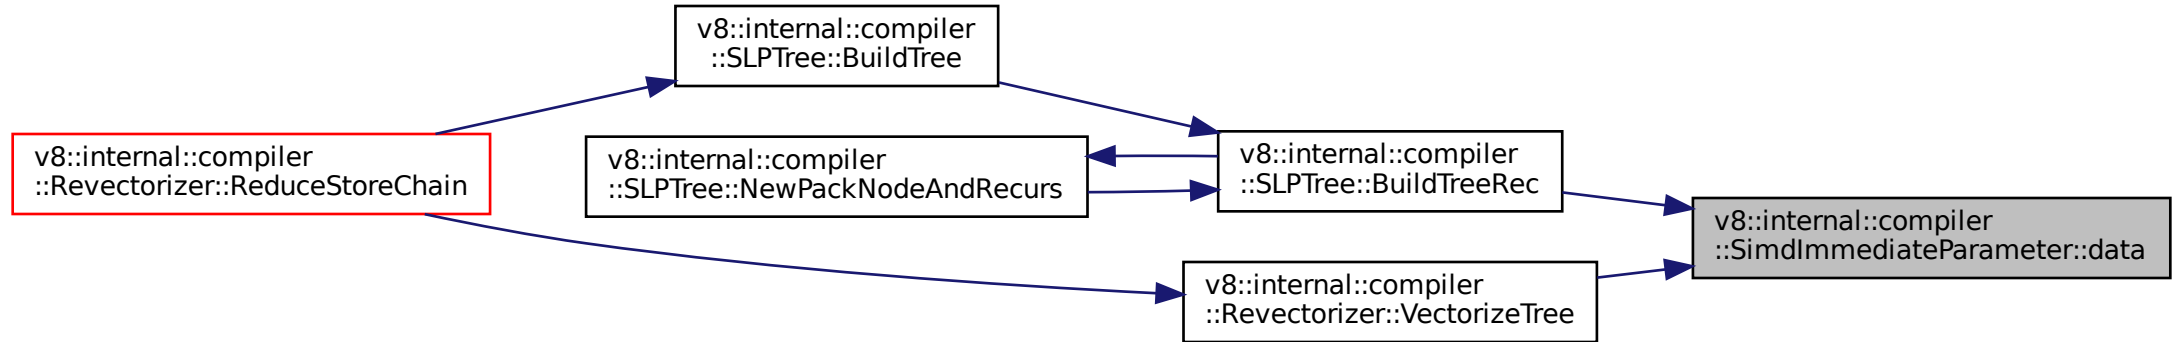 v8::internal::compiler
::SLPTree::BuildTree
v8::internal::compiler
::Revectorizer::ReduceStoreChain
v8::internal::compiler
::SLPTree::NewPackNodeAndRecurs
v8::internal::compiler
::SLPTree::BuildTreeRec
v8::internal::compiler
::SimdImmediateParameter::data
v8::internal::compiler
::Revectorizer::VectorizeTree